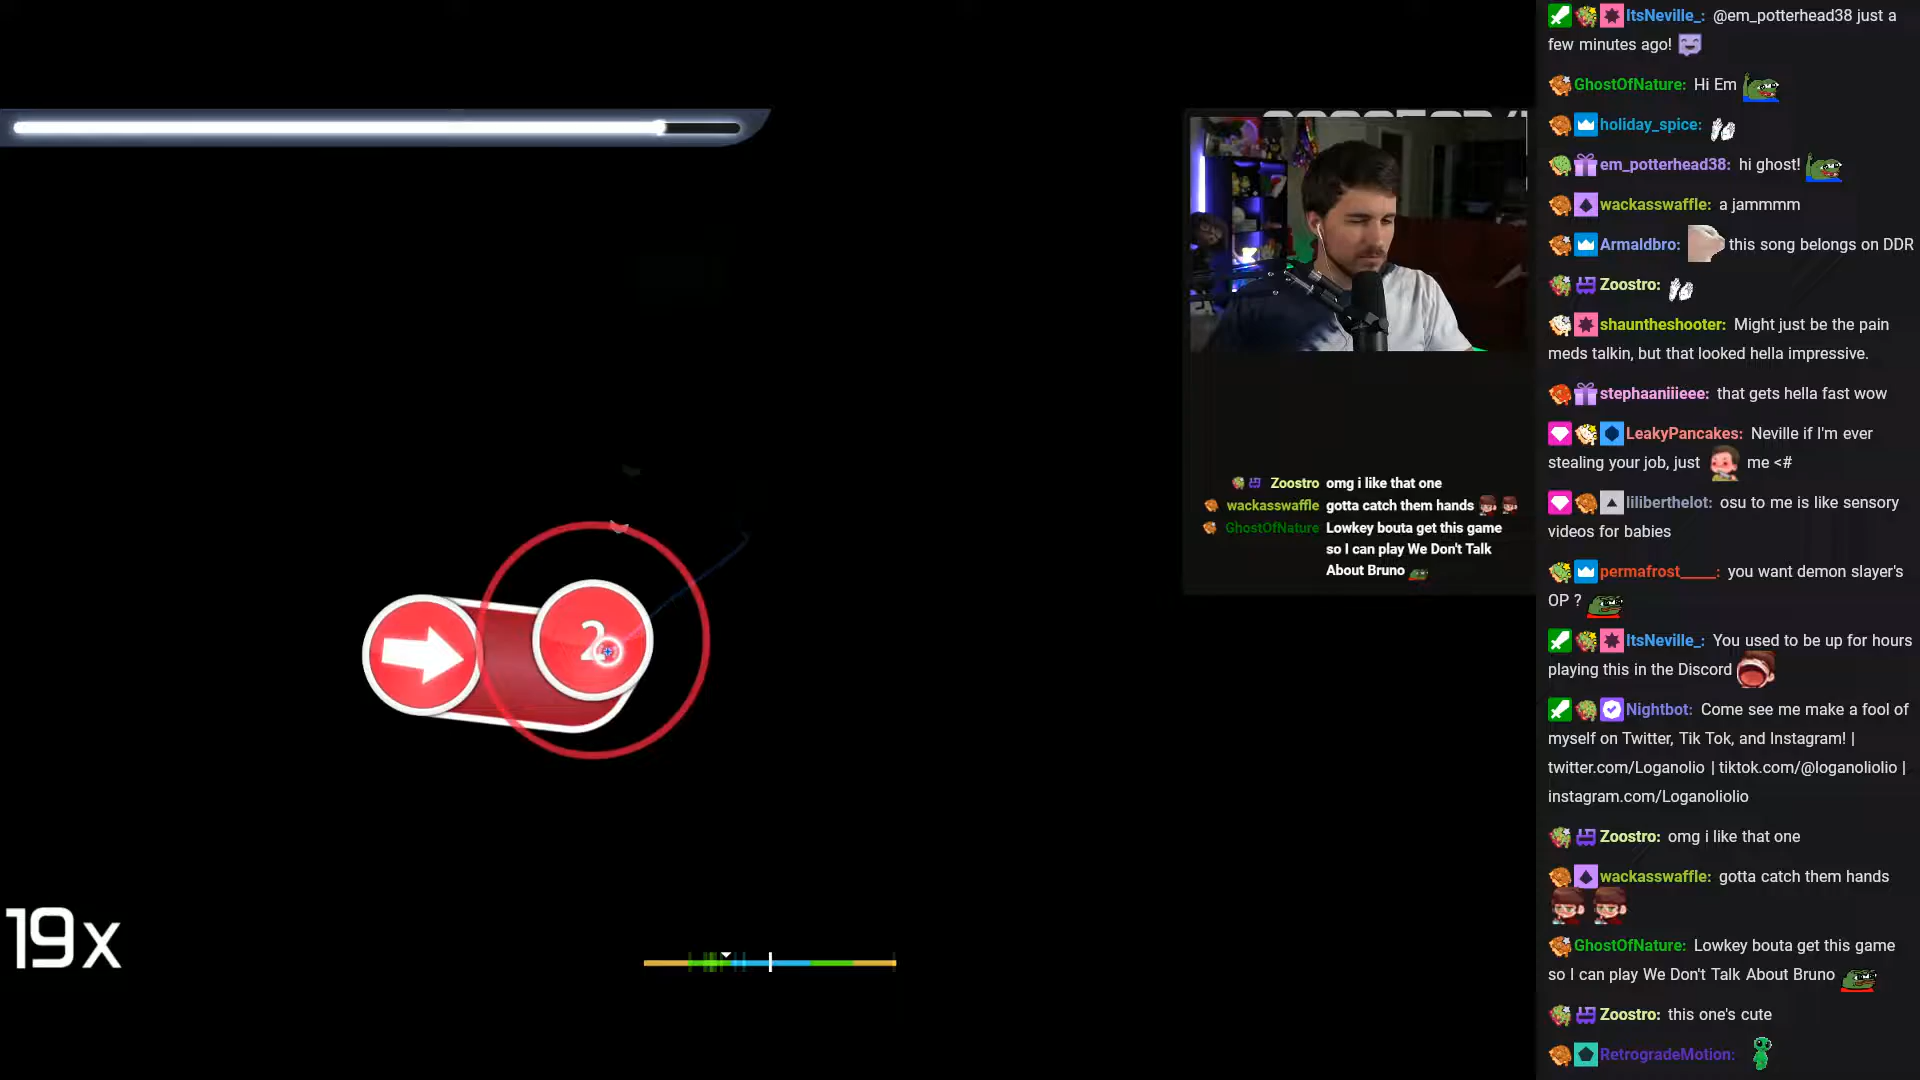 ItsNeville_: @em_potterhead38 just a
few minutes ago!
GhostOfNature: Hi Em
holiday_spice:
em_potterhead38: hi ghost!
wackasswaffle: a jammmm
Armaldbro: this song belongs on DDR
Zoostro:
shauntheshooter: Might just be the pain
meds talkin, but that looked hella impressive.
stephaaniiieeee: that gets hella fast wow
LeakyPancakes: Neville if I'm ever
stealing your job, just me <#
liliberthelot: osu to me is like sensory
videos for babies
permafrost_____: you want demon slayer's
OP ?
ItsNeville_: You used to be up for hours
playing this in the Discord
Nightbot: Come see me make a fool of
myself on Twitter, Tik Tok, and Instagram! |
twitter.com/Loganolio | tiktok.com/@loganoliolio |
instagram.com/Loganoliolio
Zoostro: omg i like that one
wackasswaffle: gotta catch them hands
GhostOfNature: Lowkey bouta get this game
so I can play We Don't Talk About Bruno
Zoostro: this one's cute
RetrogradeMotion:
Zoostro omg i like that one
wackasswaffle gotta catch them hands
GhostOfNature Lowkey bouta get this game
so I can play We Don't Talk
About Bruno
2
19x